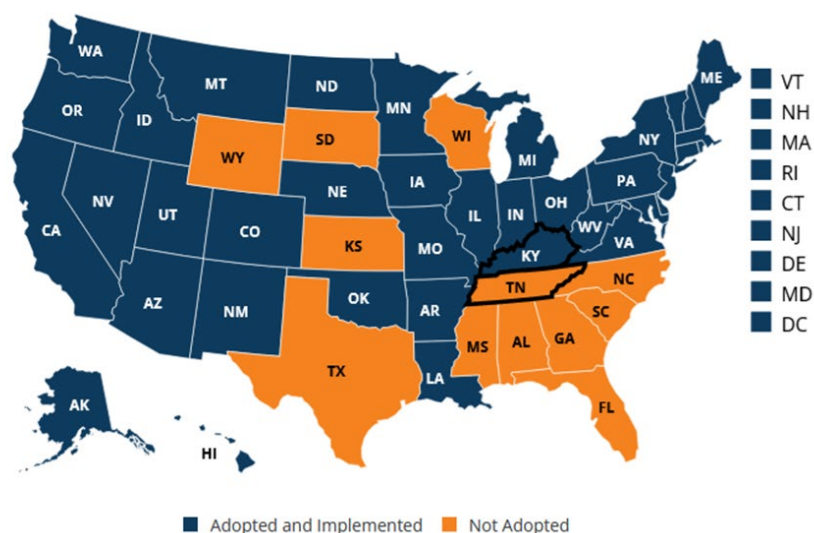 WA
MT
ND
MN
ME
VT
OR
ID
WI
NH
SD
NY
MI
MA
WY
RI
IA
PA
NE
CT
NV
IL
IN
OH
NJ
UT
WV
CA
CO
VA
DE
KS
MO
KY
MD
TN
NC
DC
AZ
NM
OK
AR
SC
MS
AL
GA
TX
LA
AK
FL
HI
Adopted and Implemented
Not Adopted